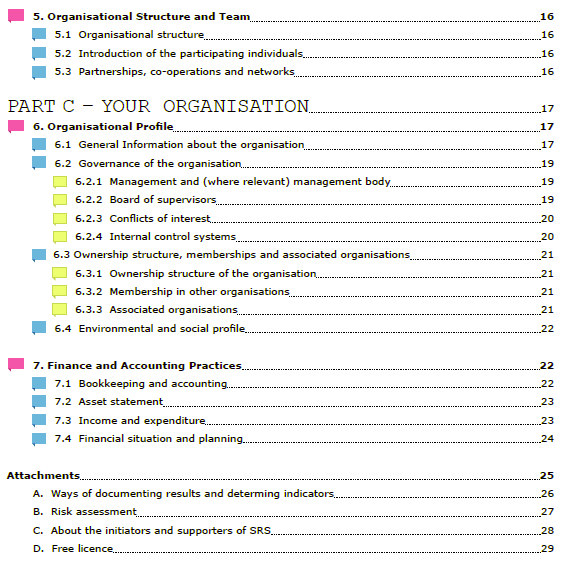 5. Organisational Structure and Team 16
5.1 Organisational structure 16
5.2 Introduction of the participating individuals 16
5.3 Partnerships, co-operations and networks 16
PART C – YOUR ORGANISATION 17
6. Organisational Profile 17
6.1 General Information about the organisation 17
6.2 Governance of the organisation 19
6.2.1 Management and (where relevant) management body 19
6.2.2 Board of supervisors 19
6.2.3 Conflicts of interest 20
6.2.4 Internal control systems 20
6.3 Ownership structure, memberships and associated organisations 21
6.3.1 Ownership structure of the organisation 21
6.3.2 Membership in other organisations 21
6.3.3 Associated organisations 21
6.4 Environmental and social profile 22
7. Finance and Accounting Practices 22
7.1 Bookkeeping and accounting 22
7.2 Asset statement 23
7.3 Income and expenditure 23
7.4 Financial situation and planning 24
Attachments 25
A. Ways of documenting results and determing indicators 26
B. Risk assessment 27
C. About the initiators and supporters of SRS 28
D. Free licence 29